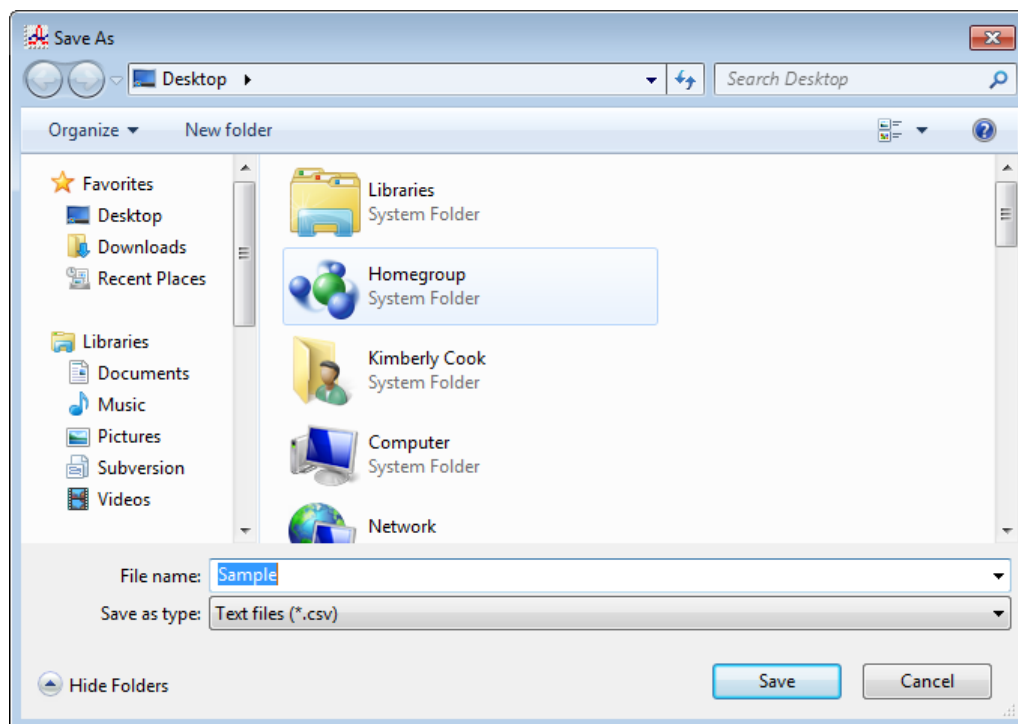 Save As
Desktop
Search Desktop
Organize
New folder
Favorites
Desktop
Downloads
Recent Places
Libraries
Documents
Music
Pictures
Subversion
Videos
Libraries
System Folder
Homegroup
System Folder
Kimberly Cook
System Folder
Computer
System Folder
Network
File name: Sample
Save as type: Text files (*.csv)
Hide Folders
Save
Cancel